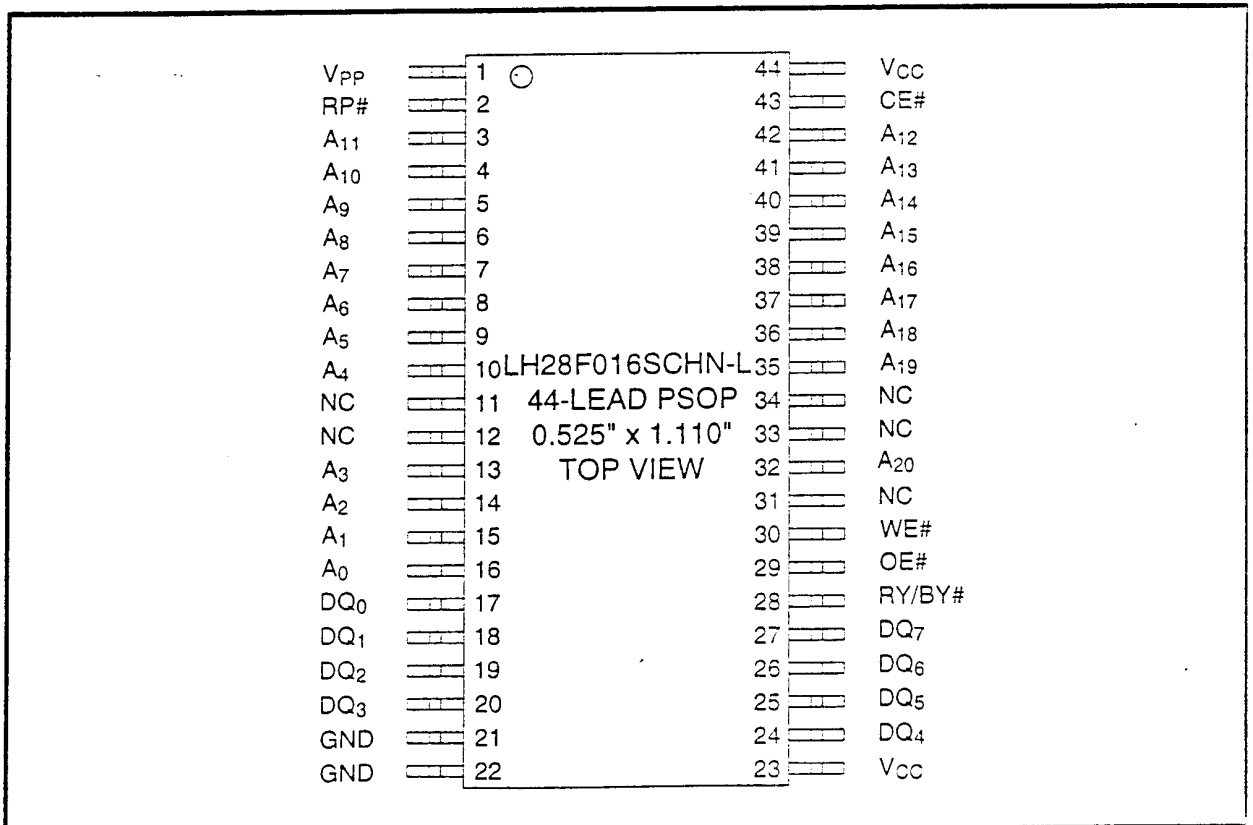 VPP 1 44 VCC
RP# 2 43 CE#
A11 3 42 A12
A10 4 41 A13
A9 5 40 A14
A8 6 39 A15
A7 7 38 A16
A6 8 37 A17
A5 9 36 A18
A4 10 LH28F016SCHN-L 35 A19
NC 11 44-LEAD PSOP 34 NC
NC 12 0.525" x 1.110" 33 NC
A3 13 TOP VIEW 32 A20
A2 14 31 NC
A1 15 30 WE#
A0 16 29 OE#
DQ0 17 28 RY/BY#
DQ1 18 27 DQ7
DQ2 19 26 DQ6
DQ3 20 25 DQ5
GND 21 24 DQ4
GND 22 23 VCC